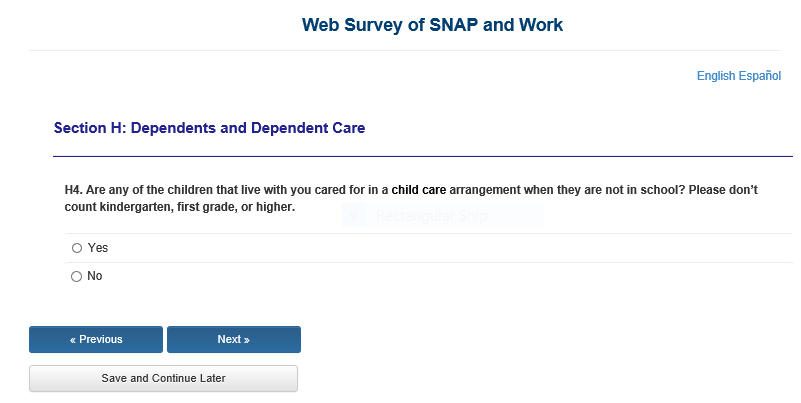 Web Survey of SNAP and Work
English Español
Section H: Dependents and Dependent Care
H4. Are any of the children that live with you cared for in a child care arrangement when they are not in school? Please don't
count kindergarten, first grade, or higher.
Rectangular Snip
Yes
No
« Previous
Next »
Save and Continue Later